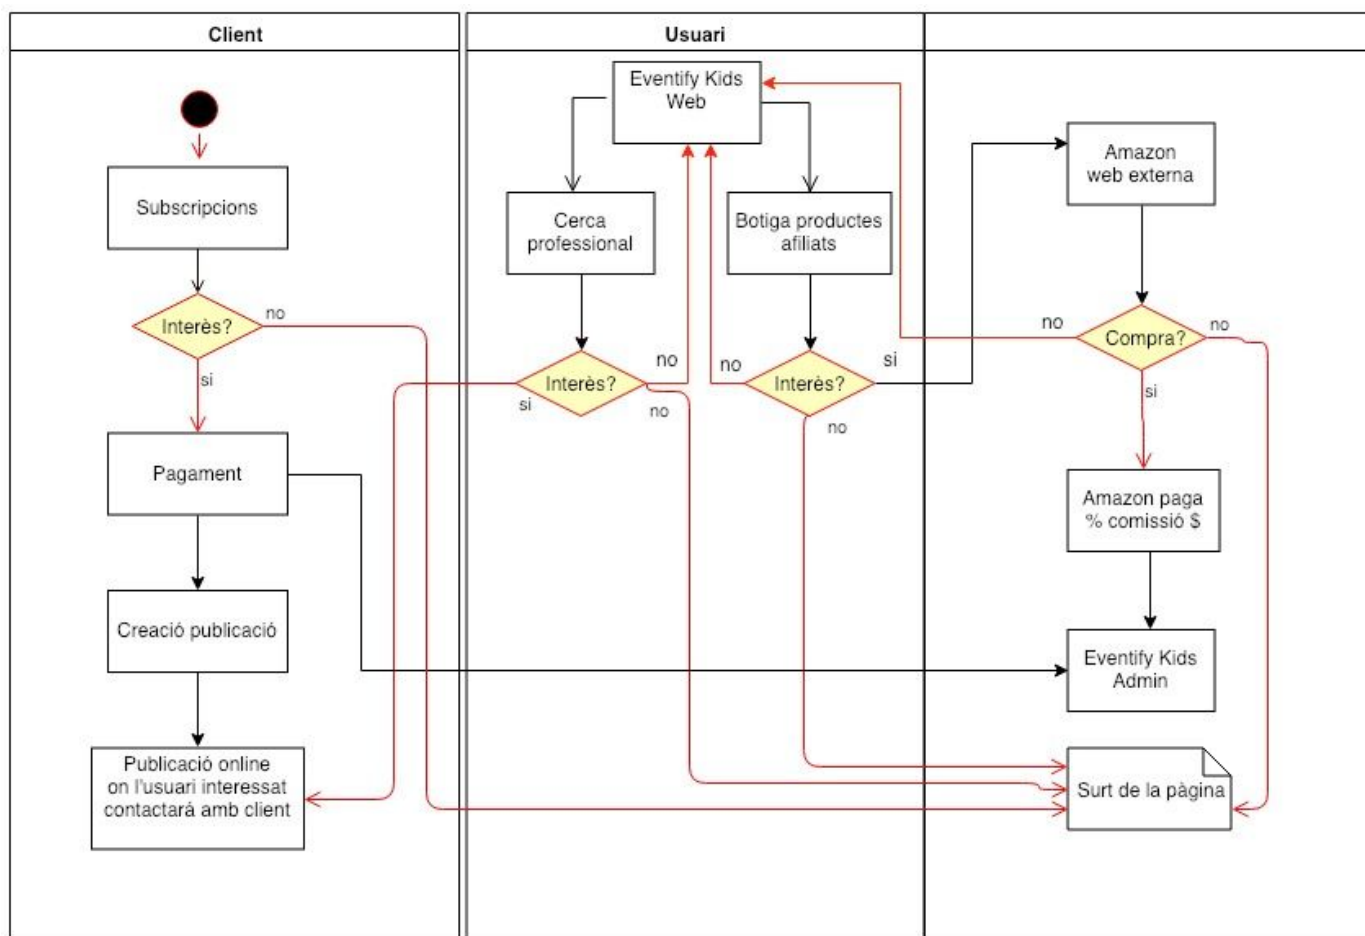 Client
Usuari
Subscripcions
Interès?
no
si
Pagament
Creació publicació
Publicació online
on l'usuari interessat
contactará amb client
Eventify Kids
Web
Cerca
professional
Botiga productes
afiliats
Interès?
no
si
no
Interès?
no
si
no
Amazon
web externa
no
Compra?
no
si
Amazon paga
% comissió $
Eventify Kids
Admin
Surt de la pàgina